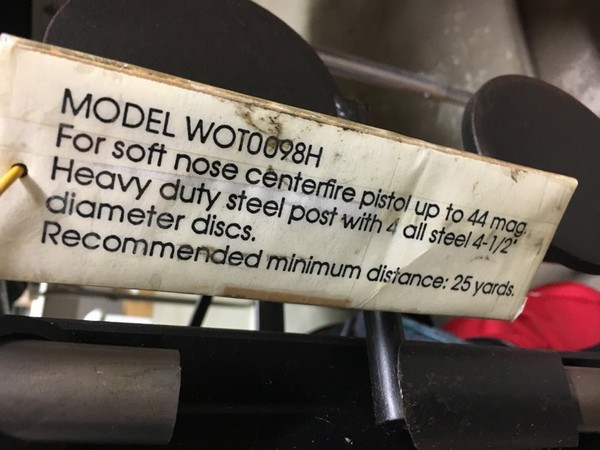 MODEL WOT0098H
For soft nose centerfire pistol up to 44 mag.
Heavy duty steel post with 4 all steel 4-1/2"
diameter discs.
Recommended minimum distance: 25 yards.